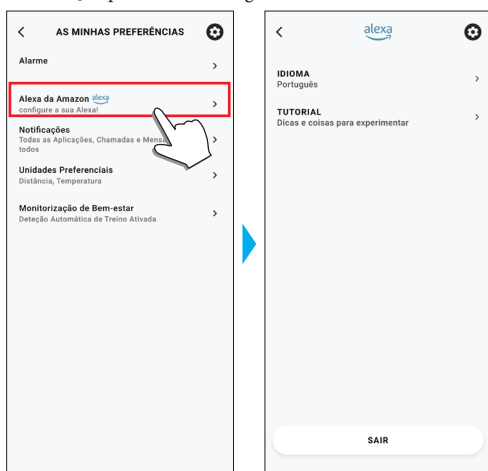 AS MINHAS PREFERÊNCIAS
Alarme
Alexa da Amazon alexa
configure a sua Alexa!
Notificações
Todas as Aplicações, Chamadas e
todos
Unidades Preferenciais
Distância, Temperatura
Monitorização de Bem-estar
Deteção Automática de Treino Ativada
alexa
IDIOMA
Português
TUTORIAL
Dicas e coisas para experimentar
SAIR